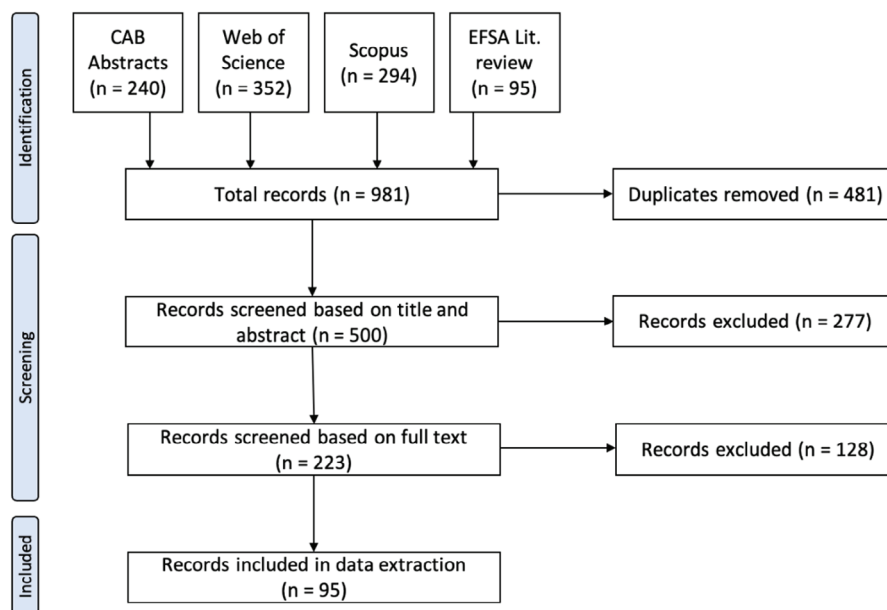 Identification
CAB
Abstracts
(n = 240)
Web of
Science
(n = 352)
Scopus
(n = 294)
EFSA Lit.
review
(n = 95)
Total records (n = 981)
Duplicates removed (n = 481)
Screening
Records screened based on title and
abstract (n = 500)
Records excluded (n = 277)
Records screened based on full text
(n = 223)
Records excluded (n = 128)
Included
Records included in data extraction
(n = 95)